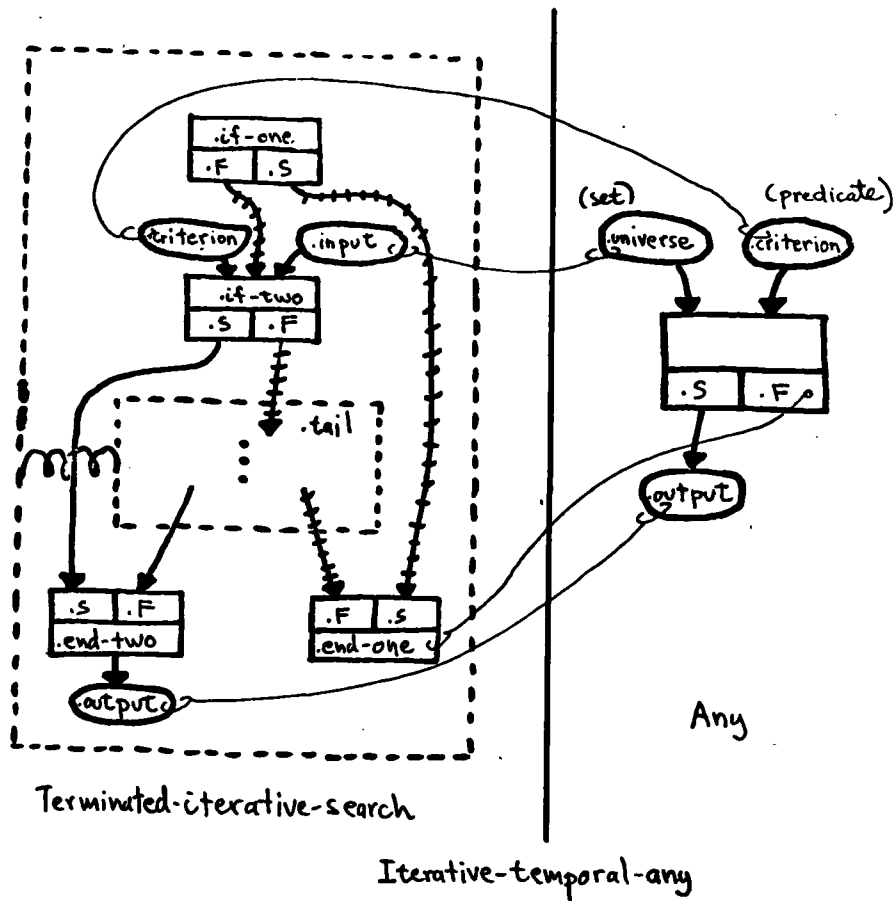 .if-one
.F .S
.criterion
.input
.if-two
.S .F
.tail
.S .F
.end-two
.output
.F .S
.end-one
Terminated-iterative-search
(set)
(predicate)
.universe
.criterion
.S .F
.output
Any
Iterative-temporal-any